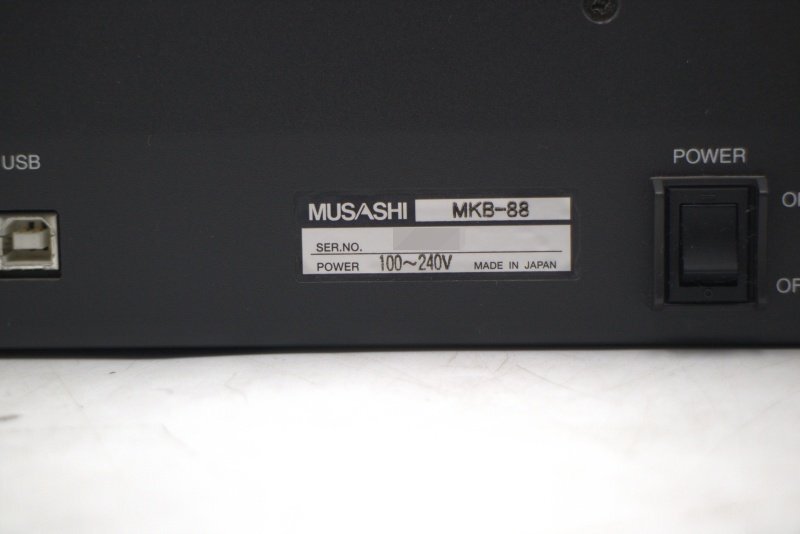 USB
POWER
MUSASHI MKB-88
SER.NO.
POWER 100~240V MADE IN JAPAN